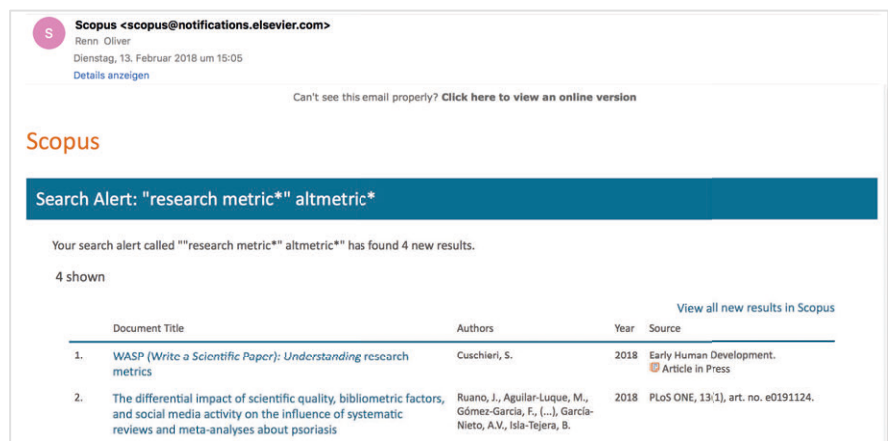 S
Scopus <scopus@notifications.elsevier.com>
Renn Oliver
Dienstag, 13. Februar 2018 um 15:05
Details anzeigen
Can't see this email properly? Click here to view an online version
Scopus
Search Alert: "research metric*" altmetric*
Your search alert called ""research metric*" altmetric*" has found 4 new results.
4 shown
View all new results in Scopus
Document Title Authors Year Source
1. WASP (Write a Scientific Paper): Understanding research Cuschieri, S. 2018 Early Human Development.
metrics Article in Press
2. The differential impact of scientific quality, bibliometric factors, Ruano, J., Aguilar-Luque, M., 2018 PLoS ONE, 13(1), art. no. e0191124.
and social media activity on the influence of systematic Gómez-Garcia, F., (...), García-
reviews and meta-analyses about psoriasis Nieto, A.V., Isla-Tejera, B.